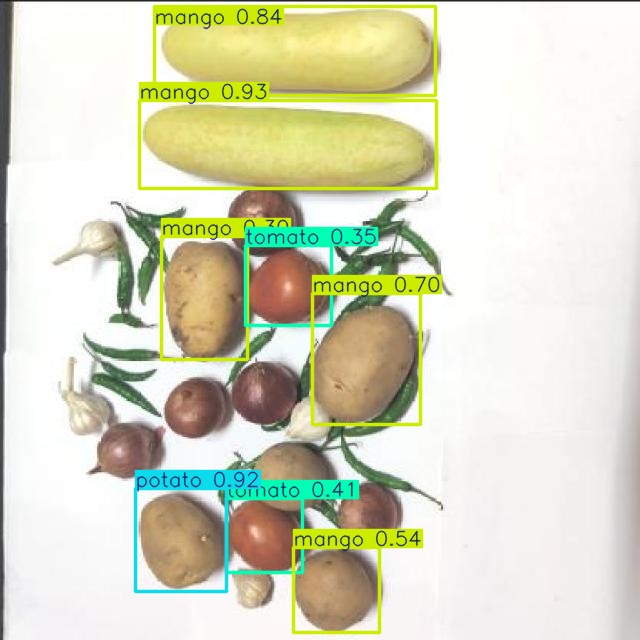 mango 0.84
mango 0.93
mango 0.39
tomato 0.35
mango 0.70
potato 0.92
tomato 0.41
mango 0.54